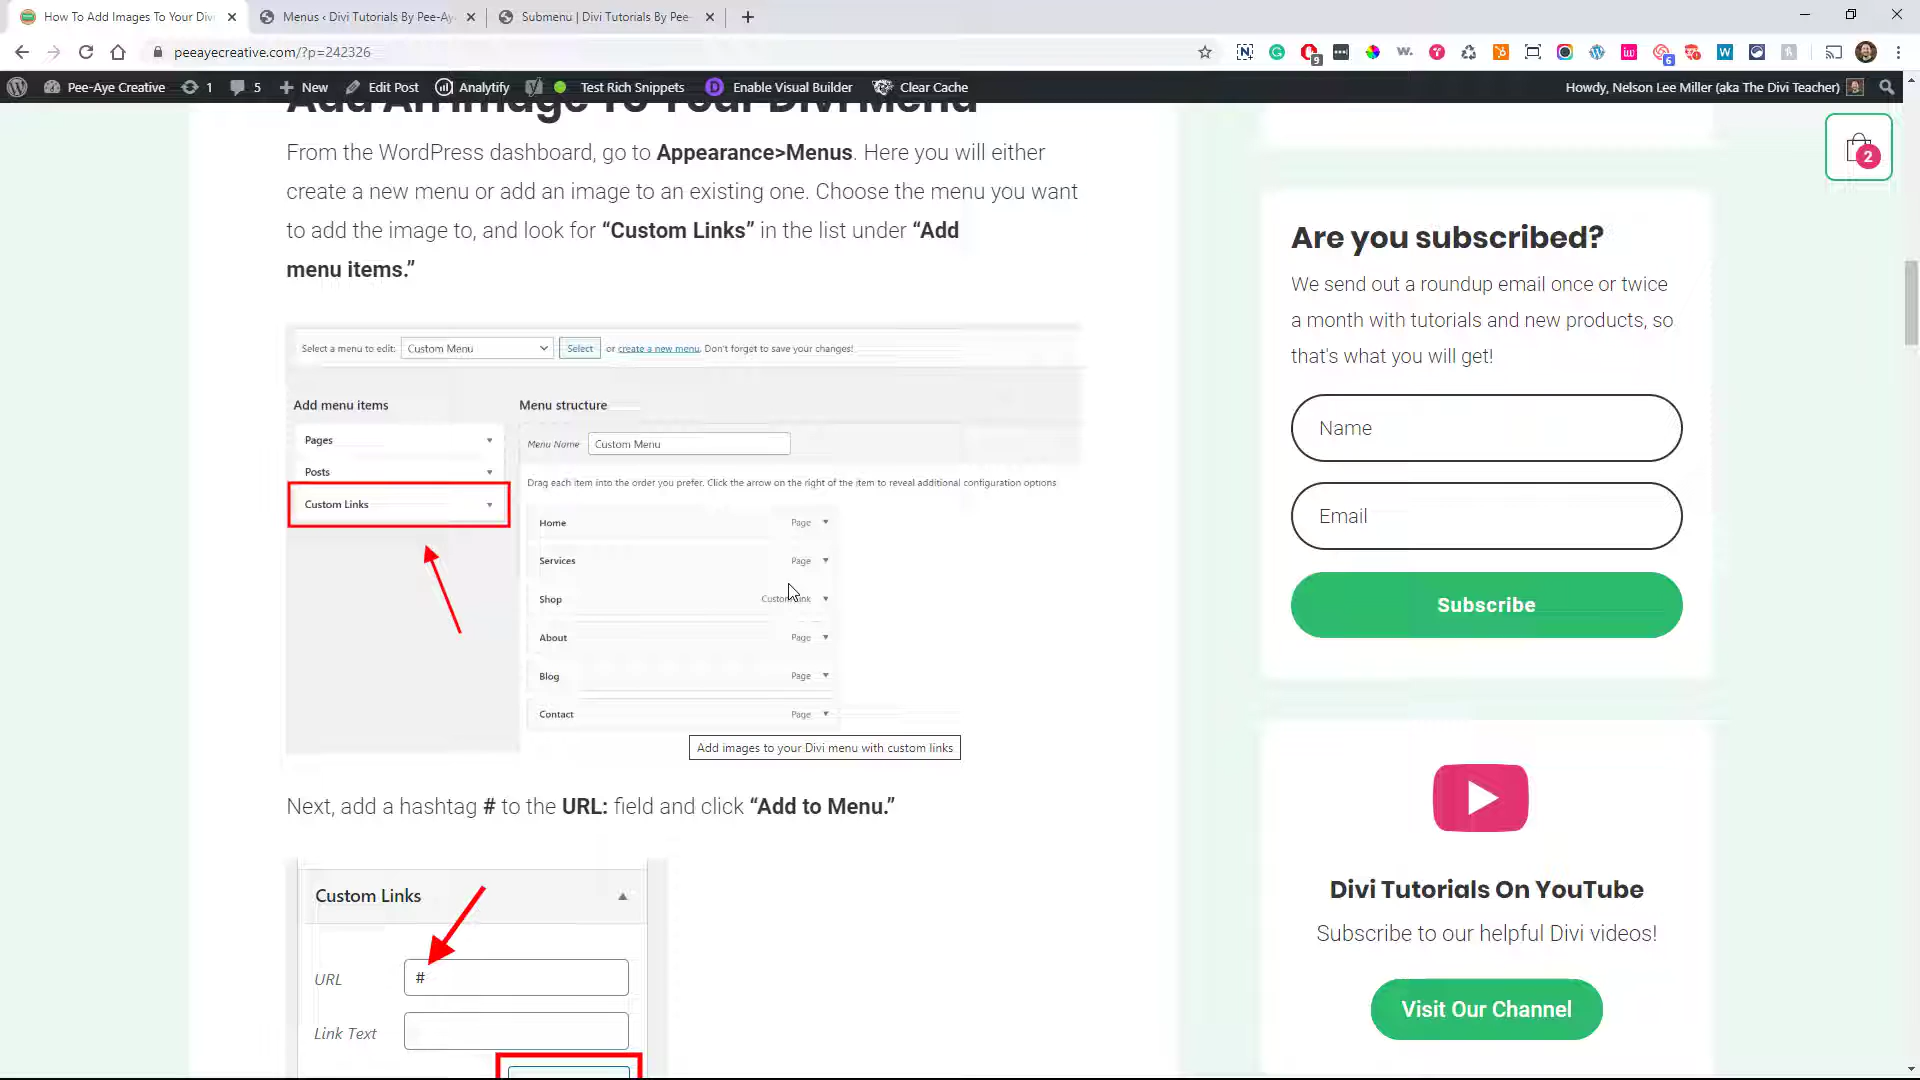 How To Add Images To Your Divi
Menus ‹ Divi Tutorials By Pee-Ay
Submenu | Divi Tutorials By Pee
peeayecreative.com/?p=242326
9
6
Pee-Aye Creative
1
5
New
Edit Post
Analytify
Test Rich Snippets
Enable Visual Builder
Clear Cache
Howdy, Nelson Lee Miller (aka The Divi Teacher)
Add An Image To Your Divi Menu
From the WordPress dashboard, go to Appearance>Menus. Here you will either
create a new menu or add an image to an existing one. Choose the menu you want
to add the image to, and look for “Custom Links” in the list under “Add
menu items.”
Select a menu to edit: Custom Menu Select or create a new menu. Don't forget to save your changes!
Add menu items
Pages
Posts
Custom Links
Menu structure
Menu Name Custom Menu
Drag each item into the order you prefer. Click the arrow on the right of the item to reveal additional configuration options
Home Page
Services Page
Shop Custom Link
About Page
Blog Page
Contact Page
Add images to your Divi menu with custom links
Next, add a hashtag # to the URL: field and click “Add to Menu.”
Custom Links
URL #
Link Text
2
Are you subscribed?
We send out a roundup email once or twice
a month with tutorials and new products, so
that's what you will get!
Name
Email
Subscribe
Divi Tutorials On YouTube
Subscribe to our helpful Divi videos!
Visit Our Channel